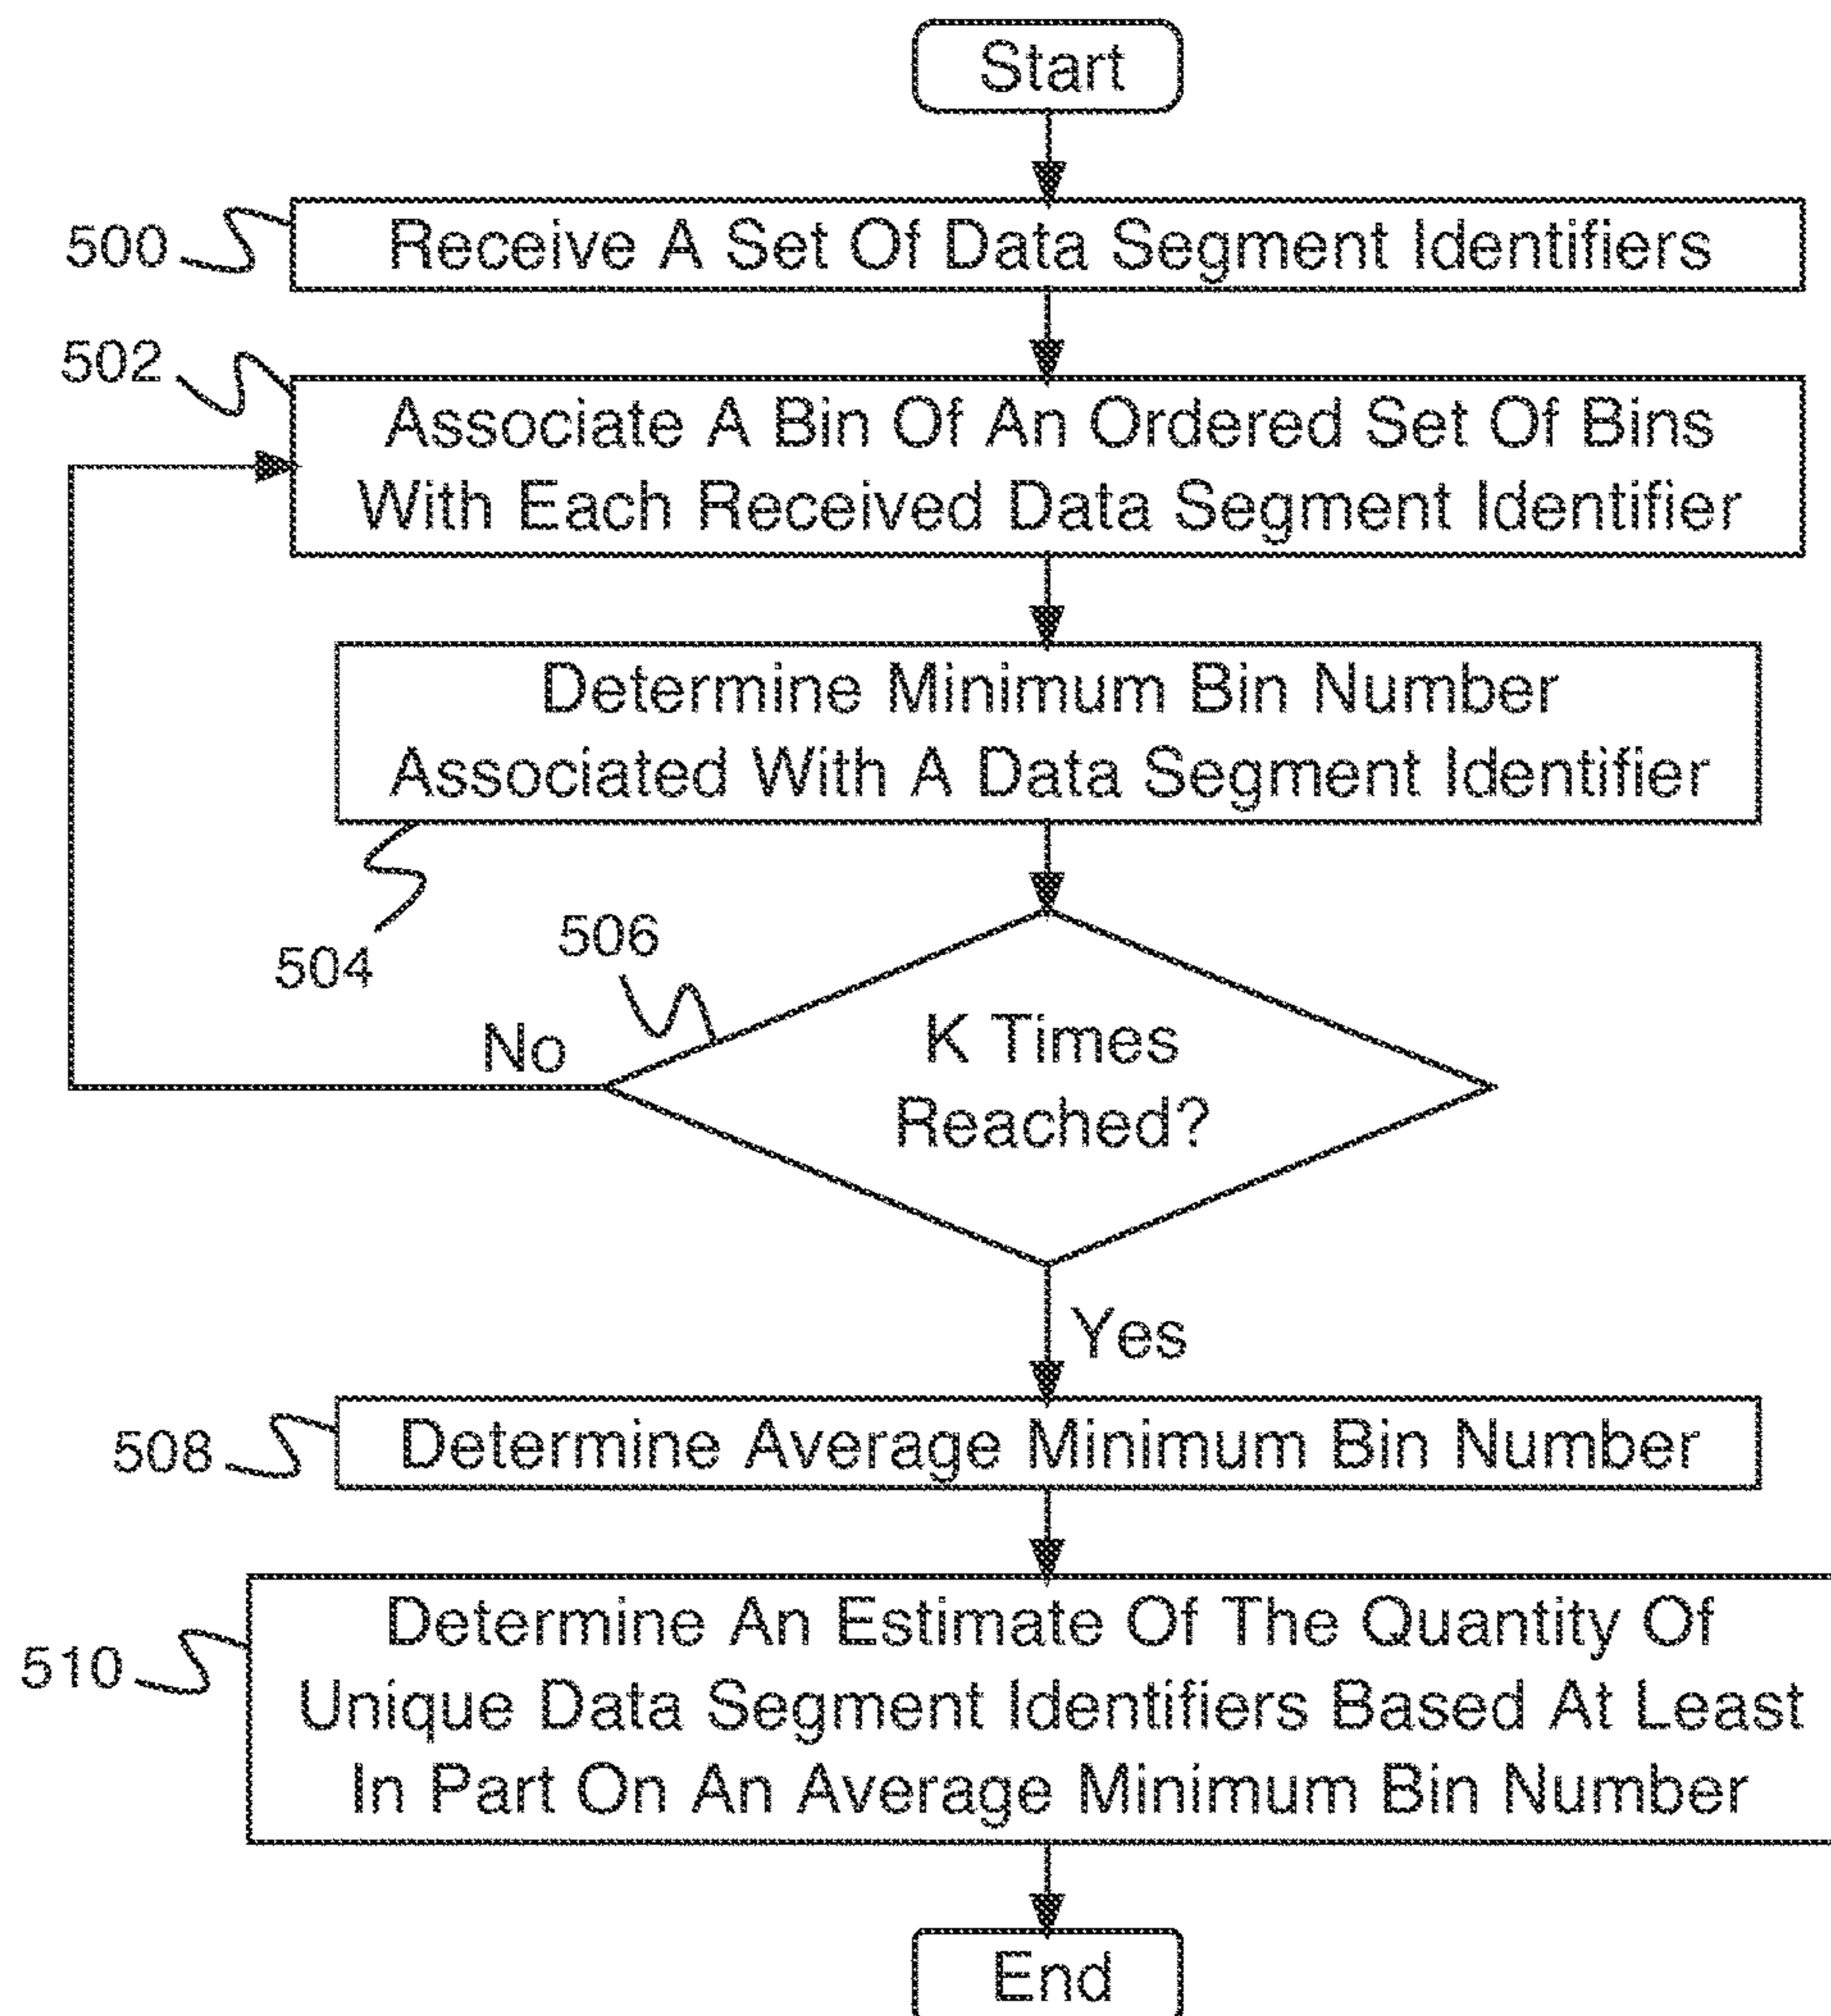 Start
500
Receive A Set Of Data Segment Identifiers
502
Associate A Bin Of An Ordered Set Of Bins
With Each Received Data Segment Identifier
Determine Minimum Bin Number
Associated With A Data Segment Identifier
504
506
No
K Times
Reached?
Yes
508
Determine Average Minimum Bin Number
510
Determine An Estimate Of The Quantity Of
Unique Data Segment Identifiers Based At Least
In Part On An Average Minimum Bin Number
End